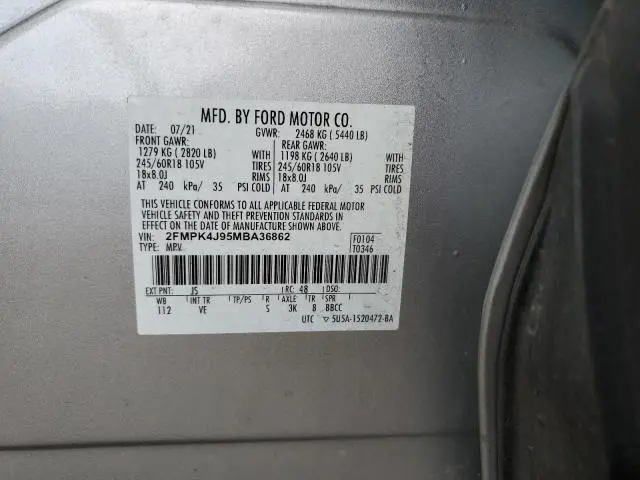 MFD. BY FORD MOTOR CO.
DATE: 07/21 GVWR: 2468 KG ( 5440 LB)
FRONT GAWR: REAR GAWR:
1279 KG ( 2820 LB) WITH 1198 KG ( 2640 LB) WITH
245/60R18 105V TIRES 245/60R18 105V TIRES
18x8.0J RIMS 18x8.0J RIMS
AT 240 kPa/ 35 PSI COLD AT 240 kPa/ 35 PSI COLD
THIS VEHICLE CONFORMS TO ALL APPLICABLE FEDERAL MOTOR
VEHICLE SAFETY AND THEFT PREVENTION STANDARDS IN
EFFECT ON THE DATE OF MANUFACTURE SHOWN ABOVE.
VIN: 2FMPK4J95MBA36862 F0104
TYPE: MPV T0346
EXT PNT: JS RC: 48 DSO:
WB INT TR TP/PS R AXLE TR SPR
112 VE S 3K 8 BBCC
UTC ▽ 5U5A-1520472-BA